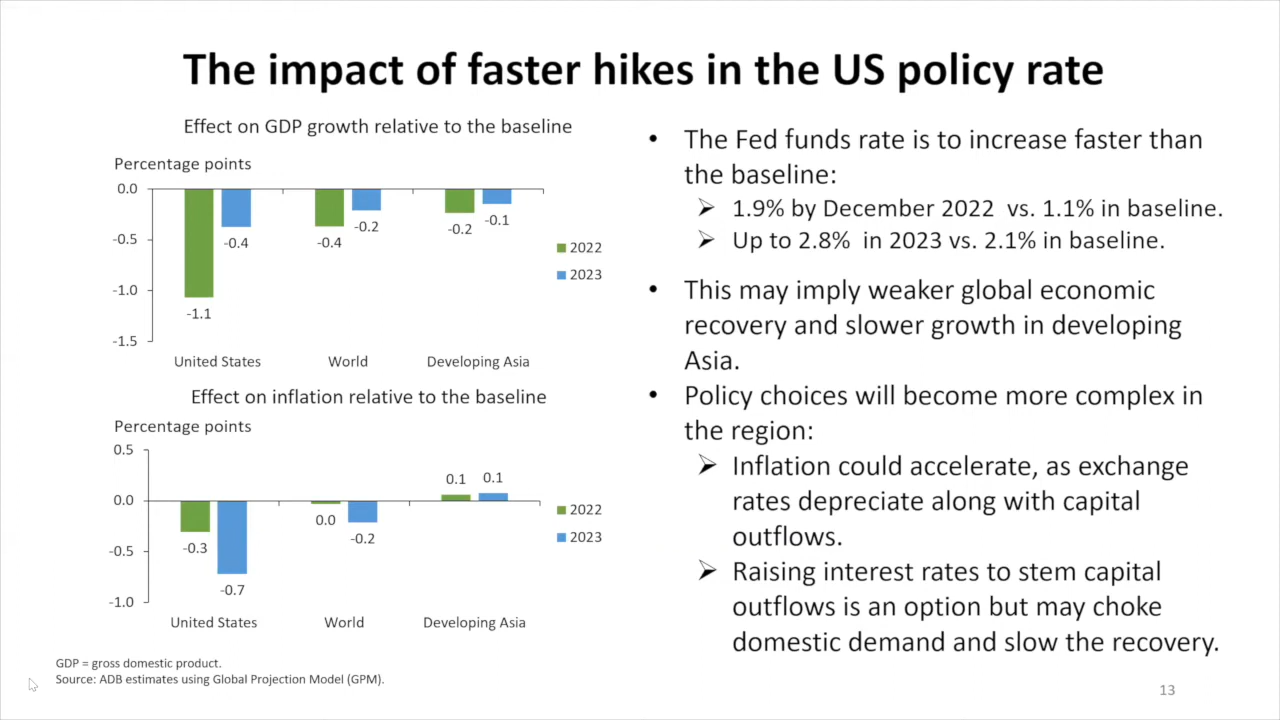 The impact of faster hikes in the US policy rate
Effect on GDP growth relative to the baseline
Percentage points
0.0
-0.5
-1.0
-1.5
-1.1
-0.4
-0.4
-0.2
-0.2
-0.1
2022
2023
United States
World
Developing Asia
Effect on inflation relative to the baseline
Percentage points
0.5
0.0
-0.5
-1.0
-0.3
-0.7
0.0
-0.2
0.1
0.1
2022
2023
United States
World
Developing Asia
GDP = gross domestic product.
Source: ADB estimates using Global Projection Model (GPM).
• The Fed funds rate is to increase faster than
the baseline:
➢ 1.9% by December 2022 vs. 1.1% in baseline.
➢ Up to 2.8% in 2023 vs. 2.1% in baseline.
• This may imply weaker global economic
recovery and slower growth in developing
Asia.
• Policy choices will become more complex in
the region:
➢ Inflation could accelerate, as exchange
rates depreciate along with capital
outflows.
➢ Raising interest rates to stem capital
outflows is an option but may choke
domestic demand and slow the recovery.
13